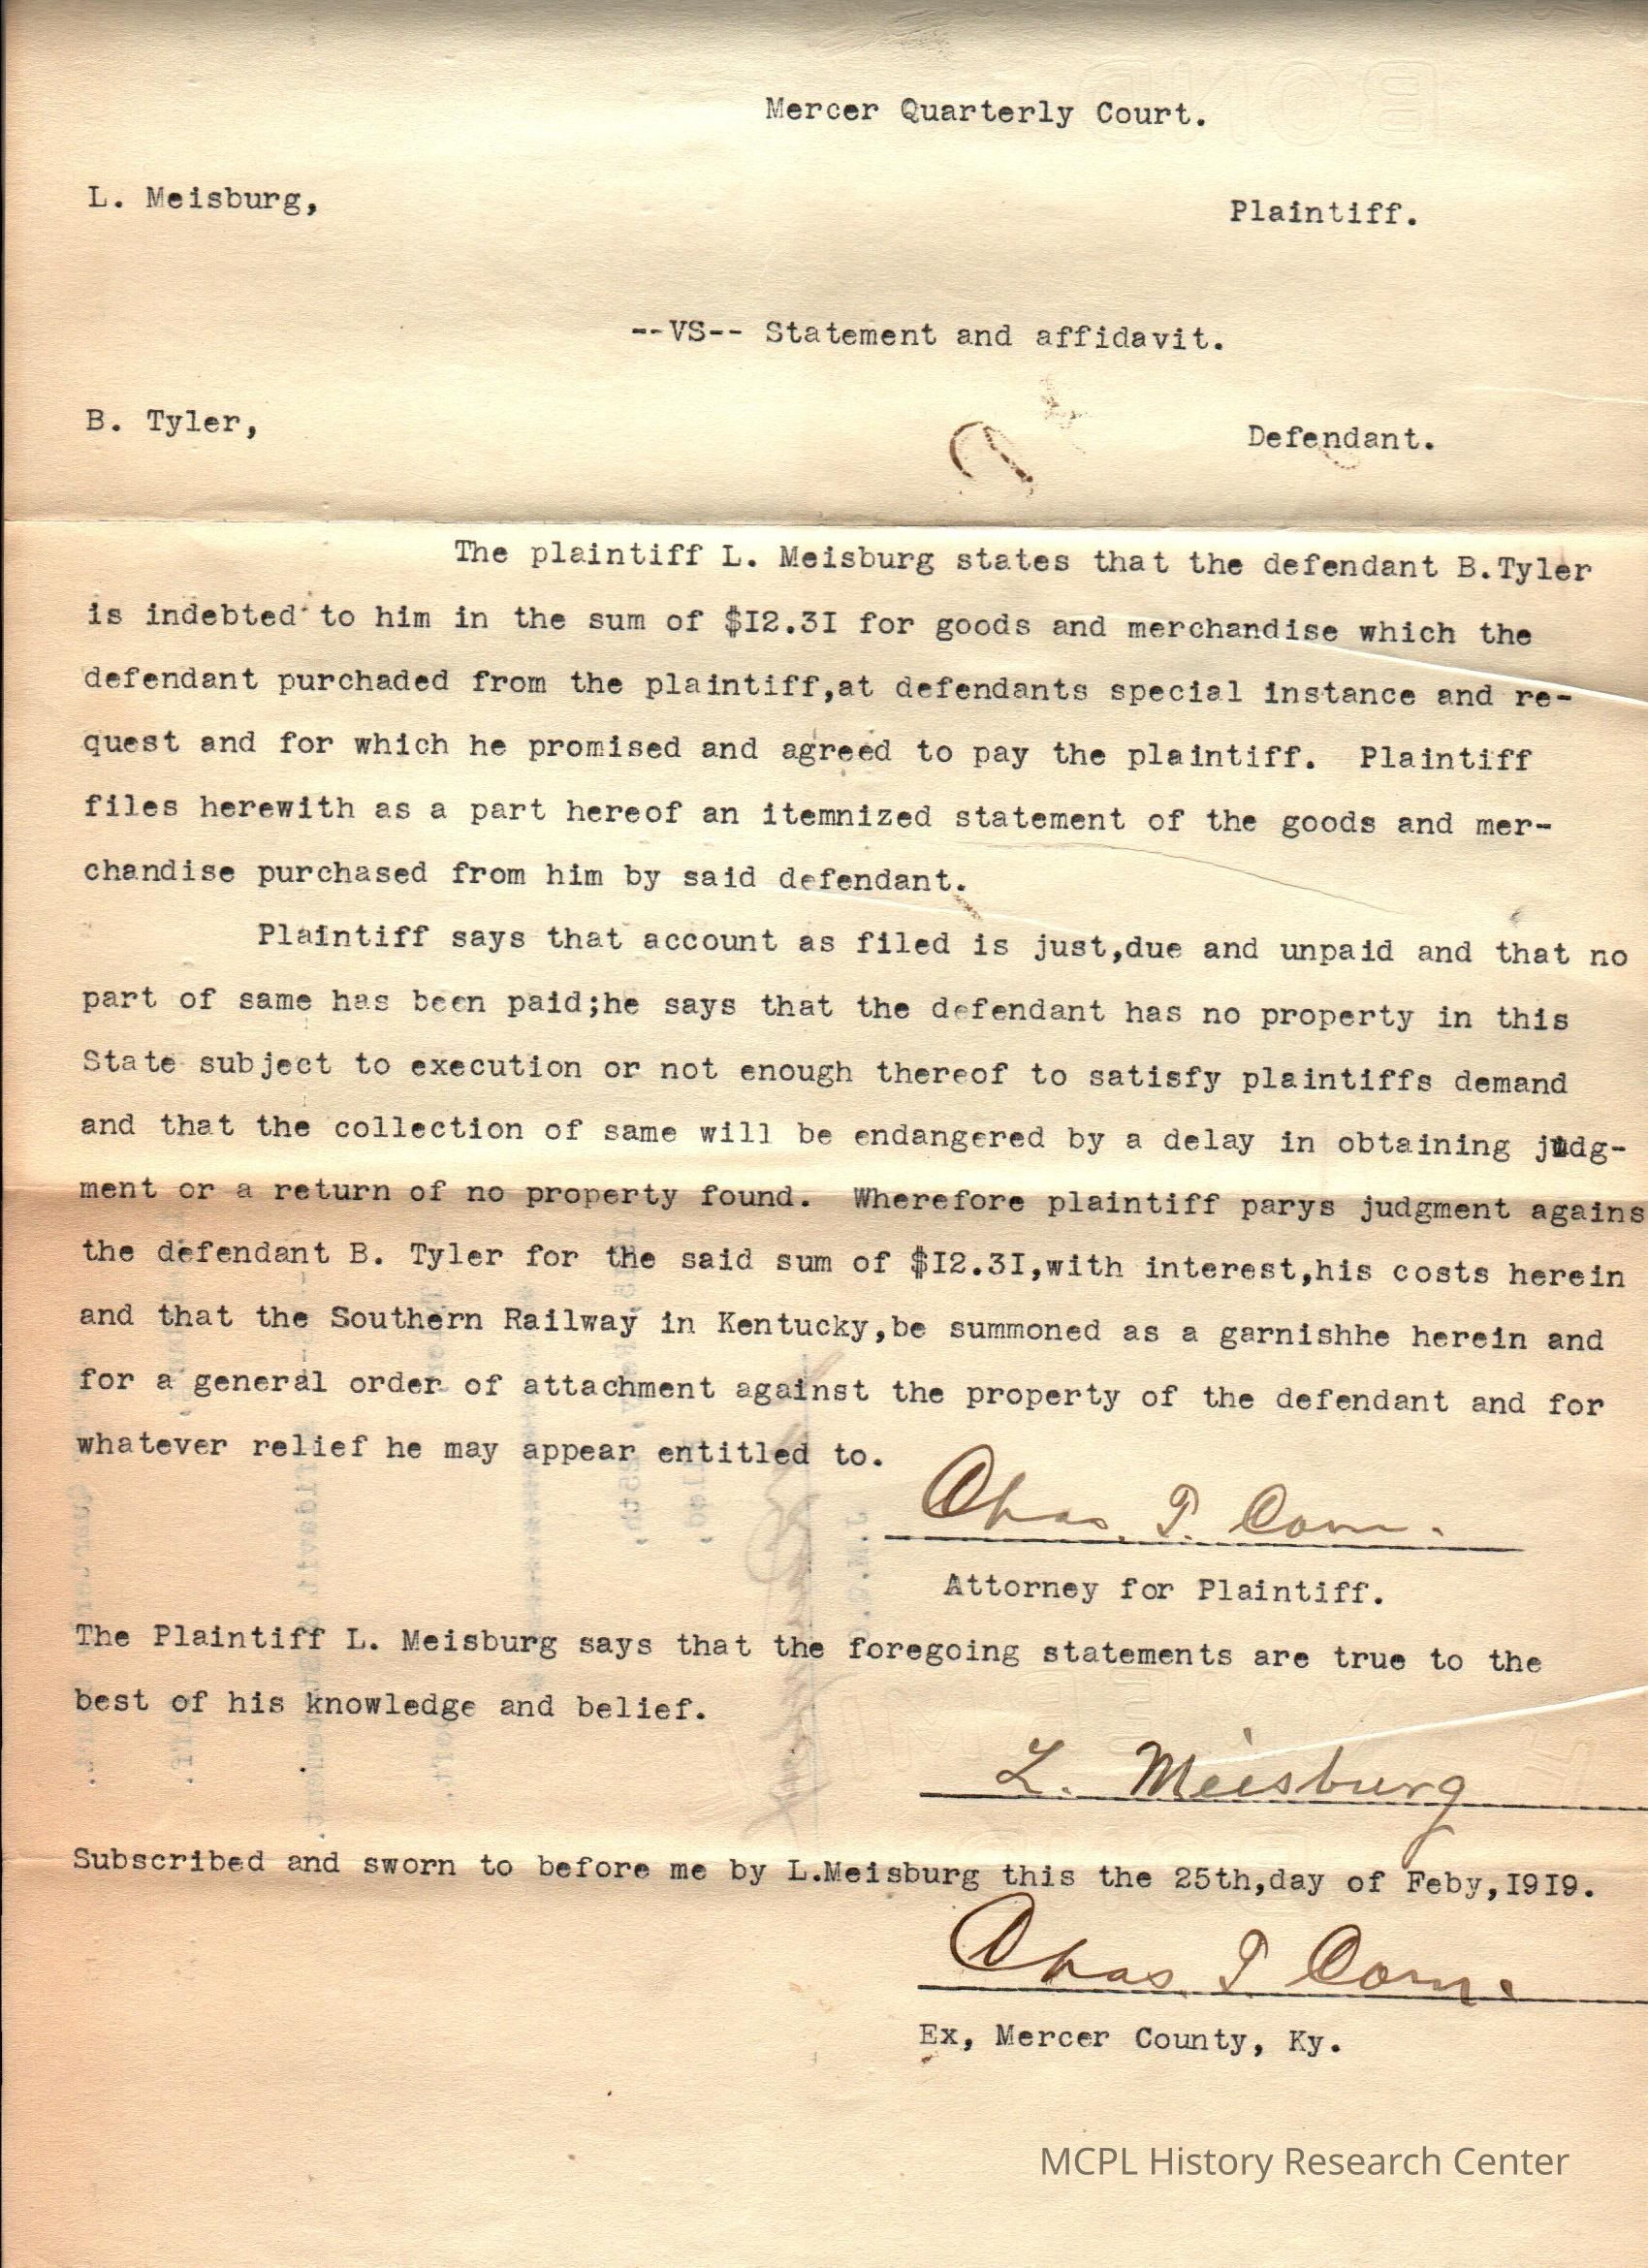 Mercer Quarterly Court.
L. Meisburg,
Plaintiff.
--VS-- Statement and affidavit.
B. Tyler,
Defendant.
The plaintiff L. Meisburg states that the defendant B.Tyler
is indebted to him in the sum of $I2.3I for goods and merchandise which the
defendant purchaded from the plaintiff,at defendants special instance and re-
quest and for which he promised and agreed to pay the plaintiff. Plaintiff
files herewith as a part hereof an itemnized statement of the goods and mer-
chandise purchased from him by said defendant.
Plaintiff says that account as filed is just,due and unpaid and that no
part of same has been paid;he says that the defendant has no property in this
State subject to execution or not enough thereof to satisfy plaintiffs demand
and that the collection of same will be endangered by a delay in obtaining judg-
ment or a return of no property found. Wherefore plaintiff parys judgment agains
the defendant B. Tyler for the said sum of $I2.3I,with interest,his costs herein
and that the Southern Railway in Kentucky,be summoned as a garnishhe herein and
for a general order of attachment against the property of the defendant and for
whatever relief he may appear entitled to.
Chas. P. Corn.
Attorney for Plaintiff.
The Plaintiff L. Meisburg says that the foregoing statements are true to the
best of his knowledge and belief.
L. Meisburg
Subscribed and sworn to before me by L.Meisburg this the 25th,day of Feby,I9I9.
Chas P Corn.
Ex, Mercer County, Ky.
MCPL History Research Center